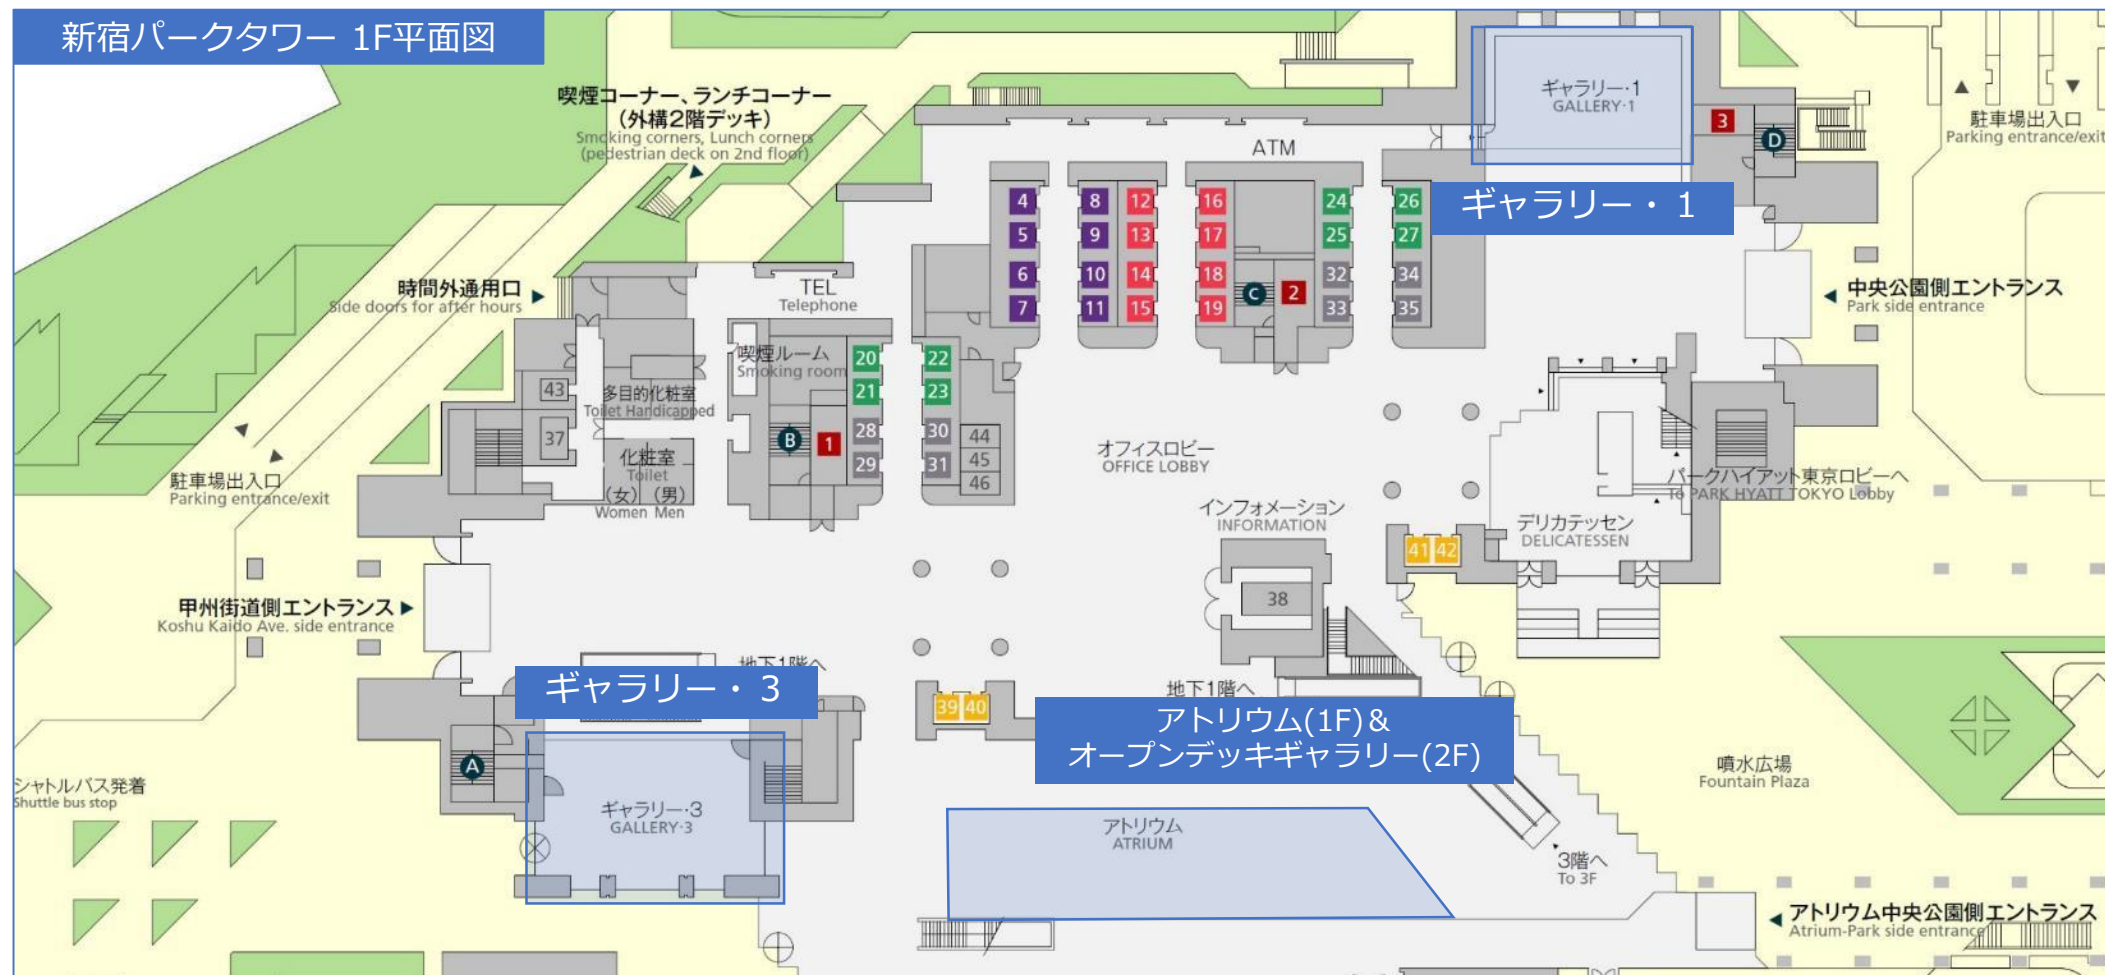 新宿パークタワー 1F平面図
喫煙コーナー、ランチコーナー
(外構2階デッキ)
Smoking corners, Lunch corners
(pedestrian deck on 2nd floor)
ギャラリー・1
GALLERY・1
ATM
3
D
駐車場出入口
Parking entrance/exit
ギャラリー・1
4 8 12 16 24 26
5 9 13 17 25 27
6 10 14 18 C 2 32 34
7 11 15 19 33 35
時間外通用口
Side doors for after hours
TEL
Telephone
中央公園側エントランス
Park side entrance
喫煙ルーム
Smoking room
20 22
21 23
43
多目的化粧室
Toilet Handicapped
37
B 1
28 30 44
29 31 45
46
化粧室
Toilet
(女) (男)
Women Men
オフィスロビー
OFFICE LOBBY
駐車場出入口
Parking entrance/exit
パークハイアット東京ロビーへ
To PARK HYATT TOKYO Lobby
インフォメーション
INFORMATION
デリカテッセン
DELICATESSEN
41 42
38
甲州街道側エントランス
Koshu Kaido Ave. side entrance
地下1階へ
ギャラリー・3
39 40
地下1階へ
アトリウム(1F)&
オープンデッキギャラリー(2F)
A
シャトルバス発着
Shuttle bus stop
噴水広場
Fountain Plaza
ギャラリー・3
GALLERY・3
アトリウム
ATRIUM
3階へ
To 3F
アトリウム中央公園側エントランス
Atrium-Park side entrance